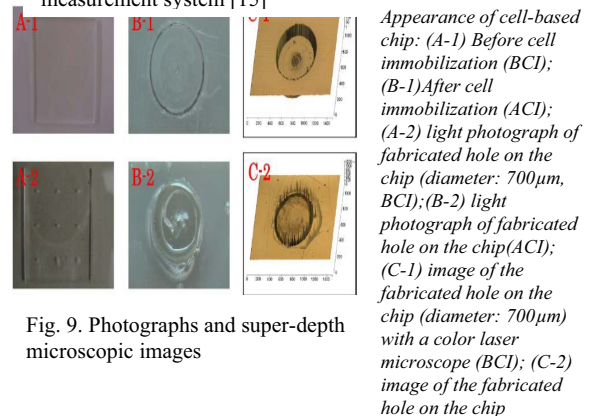 measurement system [15]
A-1
B-1
C-1
A-2
B-2
C-2
Fig. 9. Photographs and super-depth
microscopic images
Appearance of cell-based
chip: (A-1) Before cell
immobilization (BCI);
(B-1)After cell
immobilization (ACI);
(A-2) light photograph of
fabricated hole on the
chip (diameter: 700µm,
BCI);(B-2) light
photograph of fabricated
hole on the chip(ACI);
(C-1) image of the
fabricated hole on the
chip (diameter: 700µm)
with a color laser
microscope (BCI); (C-2)
image of the fabricated
hole on the chip